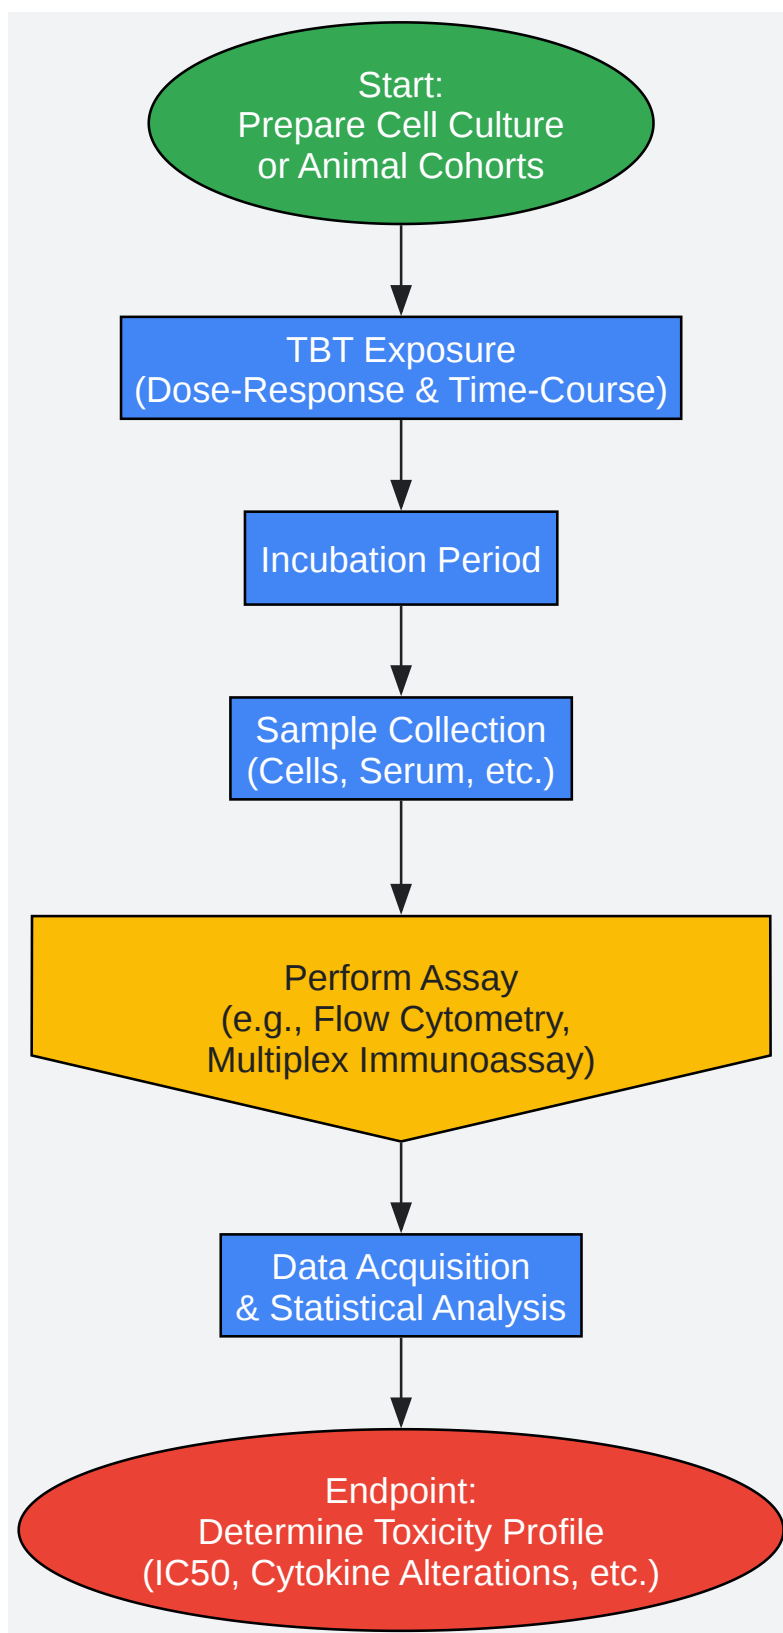 Start:
Prepare Cell Culture
or Animal Cohorts
TBT Exposure
(Dose-Response & Time-Course)
Incubation Period
Sample Collection
(Cells, Serum, etc.)
Perform Assay
(e.g., Flow Cytometry,
Multiplex Immunoassay)
Data Acquisition
& Statistical Analysis
Endpoint:
Determine Toxicity Profile
(IC50, Cytokine Alterations, etc.)